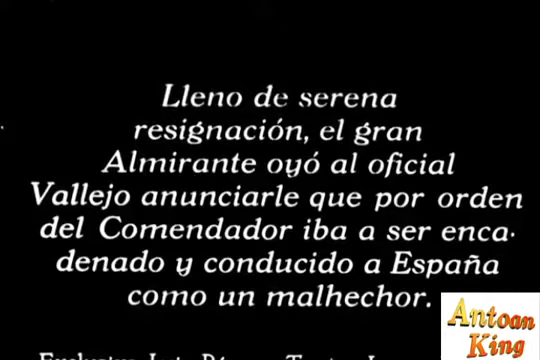 Lleno de serena
resignación, el gran
Almirante oyó al oficial
Vallejo anunciarle que por orden
del Comendador iba a ser enca-
denado y conducido a España
como un malhechor.
Antoan
King